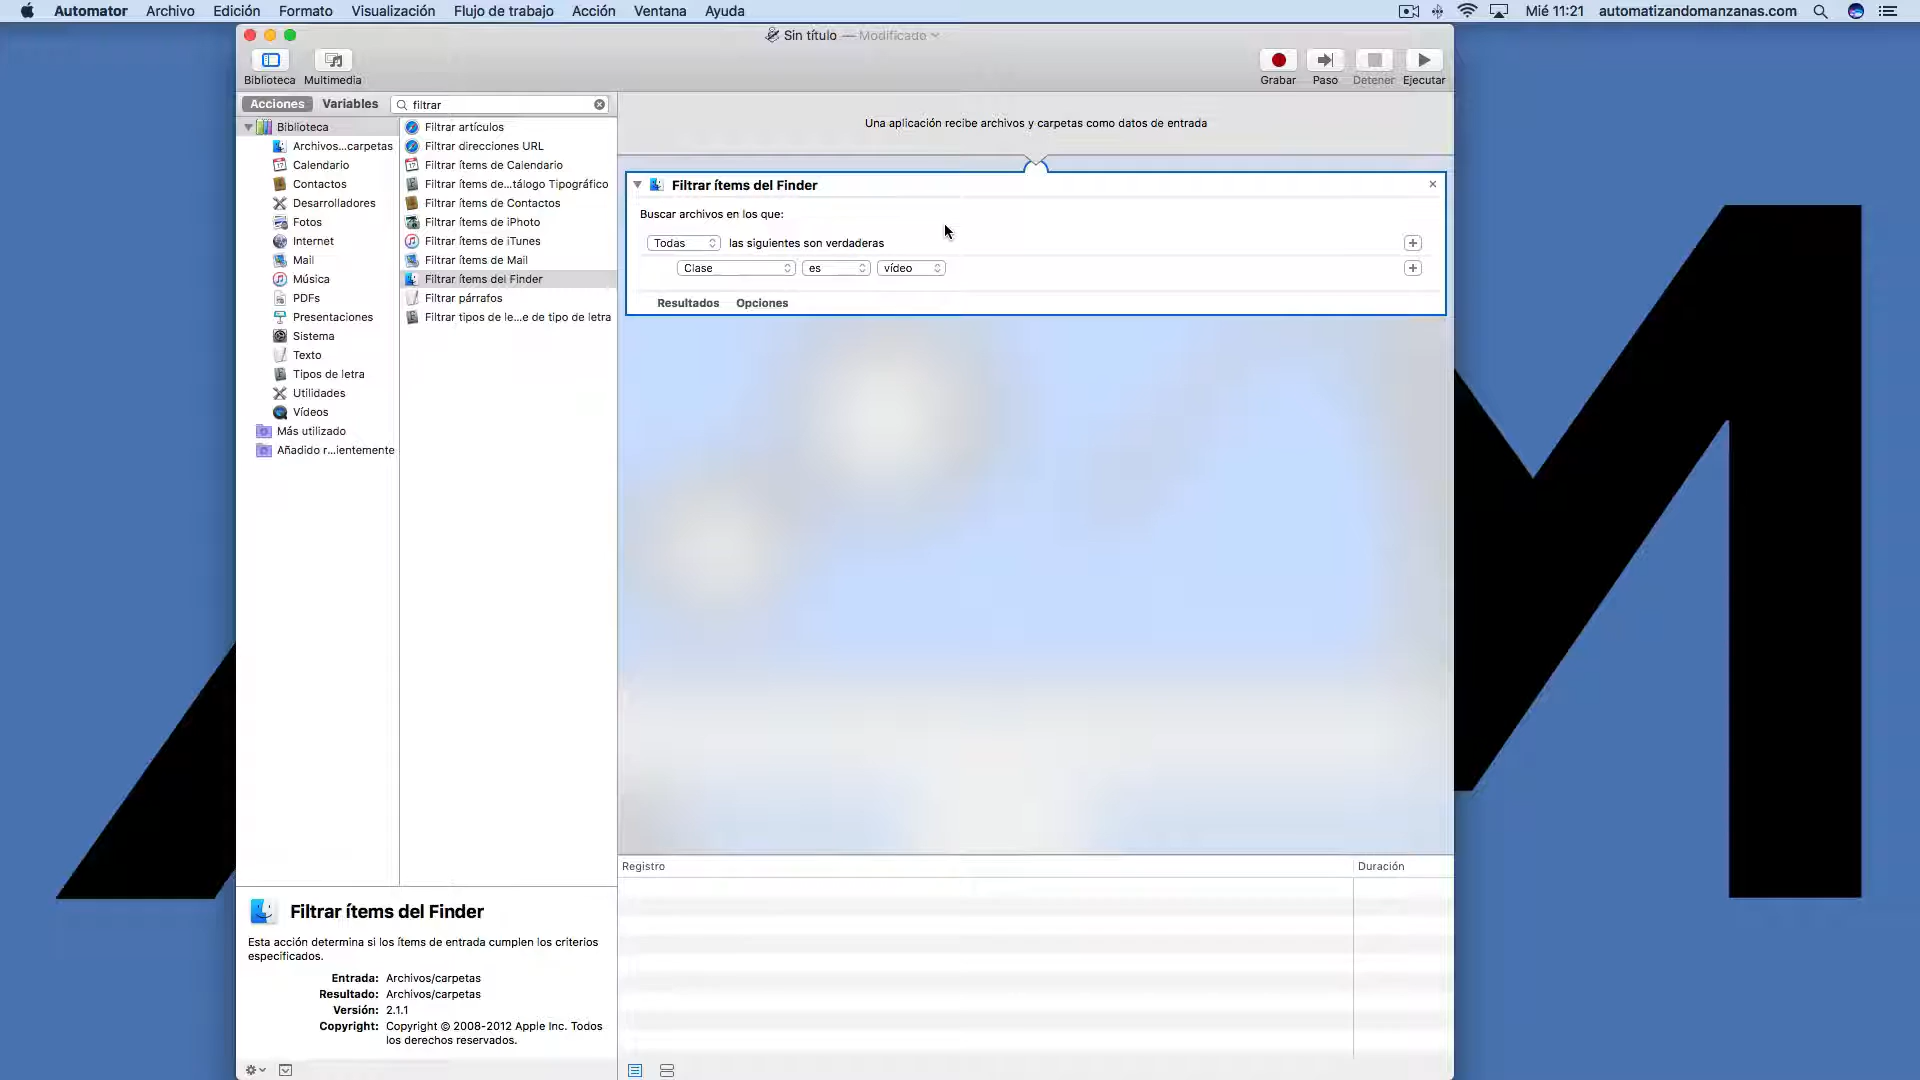 Automator Archivo Edición Formato Visualización Flujo de trabajo Acción Ventana Ayuda
Mié 11:21 automatizandomanzanas.com
Sin título — Modificado
Biblioteca Multimedia
Grabar Paso Detener Ejecutar
Acciones Variables filtrar
Biblioteca
Archivos...carpetas
Calendario
Contactos
Desarrolladores
Fotos
Internet
Mail
Música
PDFs
Presentaciones
Sistema
Texto
Tipos de letra
Utilidades
Vídeos
Más utilizado
Añadido r...ientemente
Filtrar artículos
Filtrar direcciones URL
Filtrar ítems de Calendario
Filtrar ítems de...tálogo Tipográfico
Filtrar ítems de Contactos
Filtrar ítems de iPhoto
Filtrar ítems de iTunes
Filtrar ítems de Mail
Filtrar ítems del Finder
Filtrar párrafos
Filtrar tipos de le...e de tipo de letra
Una aplicación recibe archivos y carpetas como datos de entrada
Filtrar ítems del Finder
Buscar archivos en los que:
Todas las siguientes son verdaderas
Clase es vídeo
Resultados Opciones
Registro Duración
Filtrar ítems del Finder
Esta acción determina si los ítems de entrada cumplen los criterios
especificados.
Entrada: Archivos/carpetas
Resultado: Archivos/carpetas
Versión: 2.1.1
Copyright: Copyright © 2008-2012 Apple Inc. Todos
los derechos reservados.